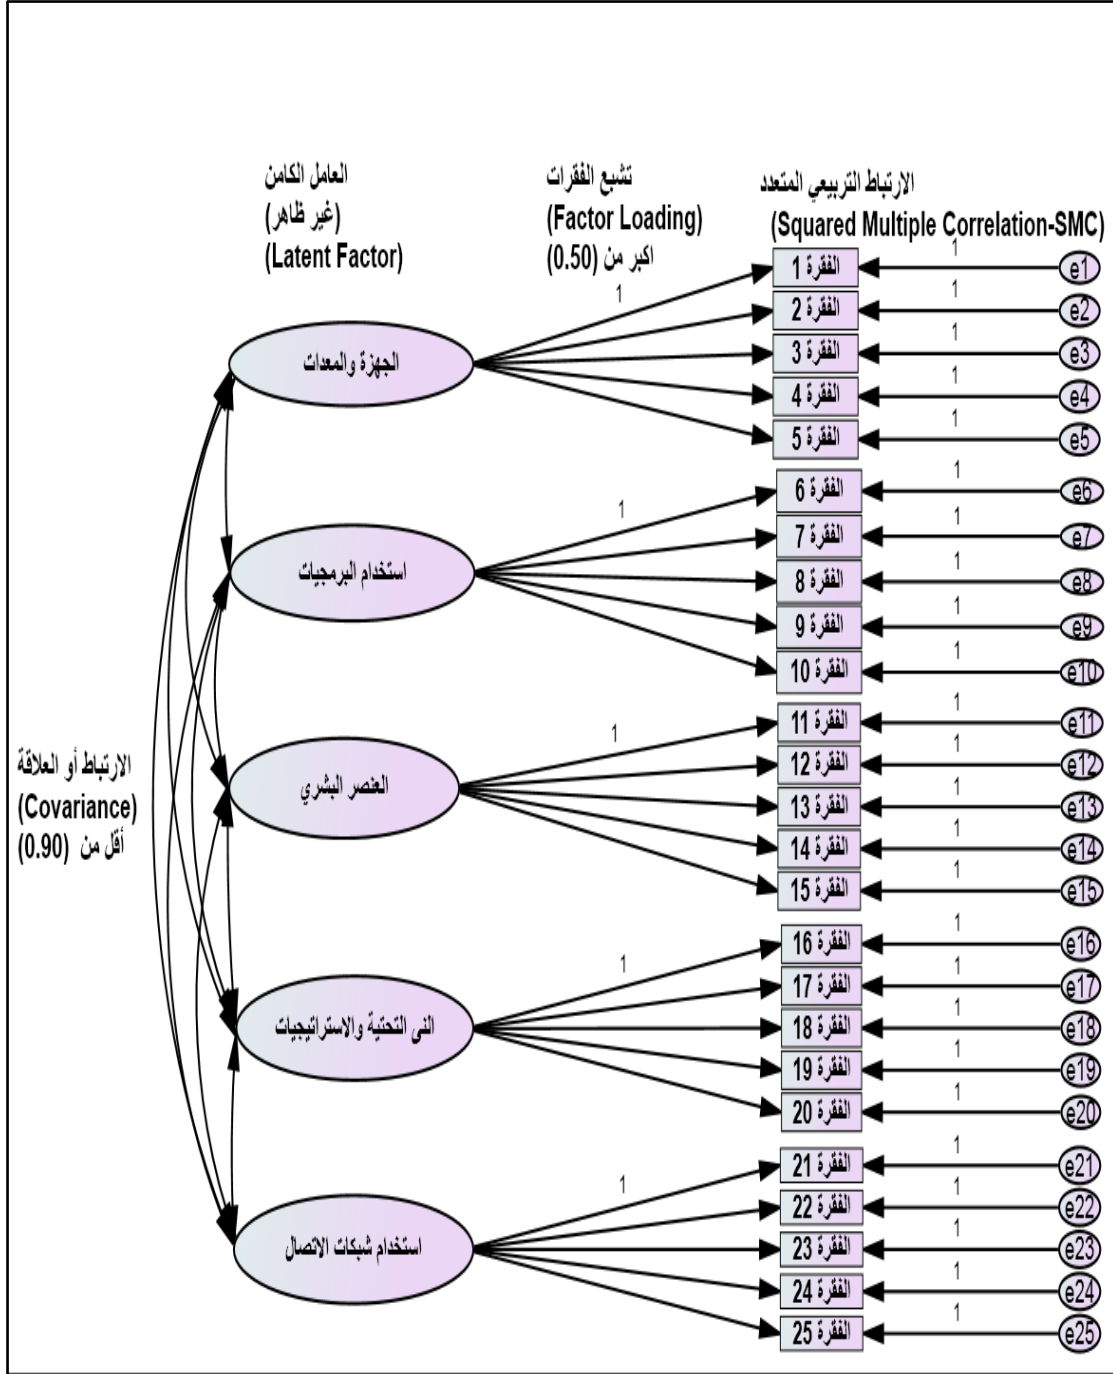 العامل الكامن
(غير ظاهر)
(Latent Factor)
تشبع الفقرات
(Factor Loading)
اكبر من (0.50)
الارتباط التربيعي المتعدد
(Squared Multiple Correlation-SMC)
الجهزة والمعدات
1
الفقرة 1
1
e1
الفقرة 2
1
e2
الفقرة 3
1
e3
الفقرة 4
1
e4
الفقرة 5
1
e5
استخدام البرمجيات
1
الفقرة 6
1
e6
الفقرة 7
1
e7
الفقرة 8
1
e8
الفقرة 9
1
e9
الفقرة 10
1
e10
الارتباط أو العلاقة
(Covariance)
أقل من (0.90)
العنصر البشري
1
الفقرة 11
1
e11
الفقرة 12
1
e12
الفقرة 13
1
e13
الفقرة 14
1
e14
الفقرة 15
1
e15
النى التحتية والاستراتيجيات
1
الفقرة 16
1
e16
الفقرة 17
1
e17
الفقرة 18
1
e18
الفقرة 19
1
e19
الفقرة 20
1
e20
استخدام شبكات الاتصال
1
الفقرة 21
1
e21
الفقرة 22
1
e22
الفقرة 23
1
e23
الفقرة 24
1
e24
الفقرة 25
1
e25